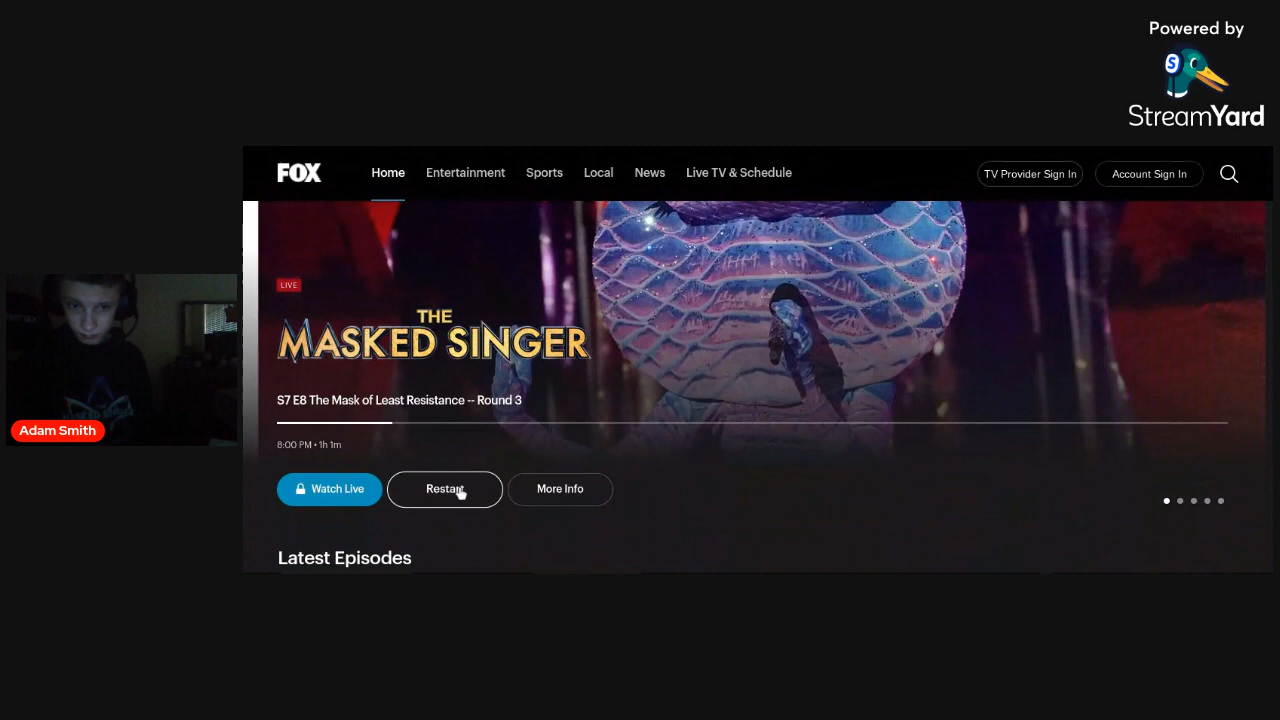 Powered by
S
StreamYard
FOX
Home Entertainment Sports Local News Live TV & Schedule
TV Provider Sign In Account Sign In
LIVE
THE
MASKED SINGER
S7 E8 The Mask of Least Resistance -- Round 3
8:00 PM • 1h 1m
Watch Live Restart More Info
Latest Episodes
MASKED SINGER
Adam Smith